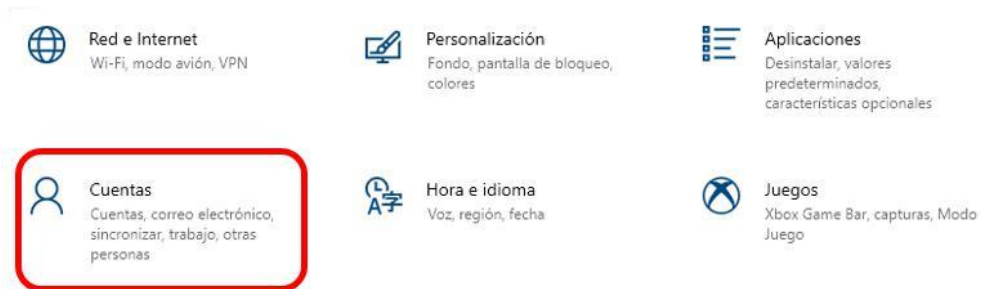 Red e Internet
Wi-Fi, modo avión, VPN
Personalización
Fondo, pantalla de bloqueo,
colores
Aplicaciones
Desinstalar, valores
predeterminados,
características opcionales
Cuentas
Cuentas, correo electrónico,
sincronizar, trabajo, otras
personas
Hora e idioma
Voz, región, fecha
Juegos
Xbox Game Bar, capturas, Modo
Juego